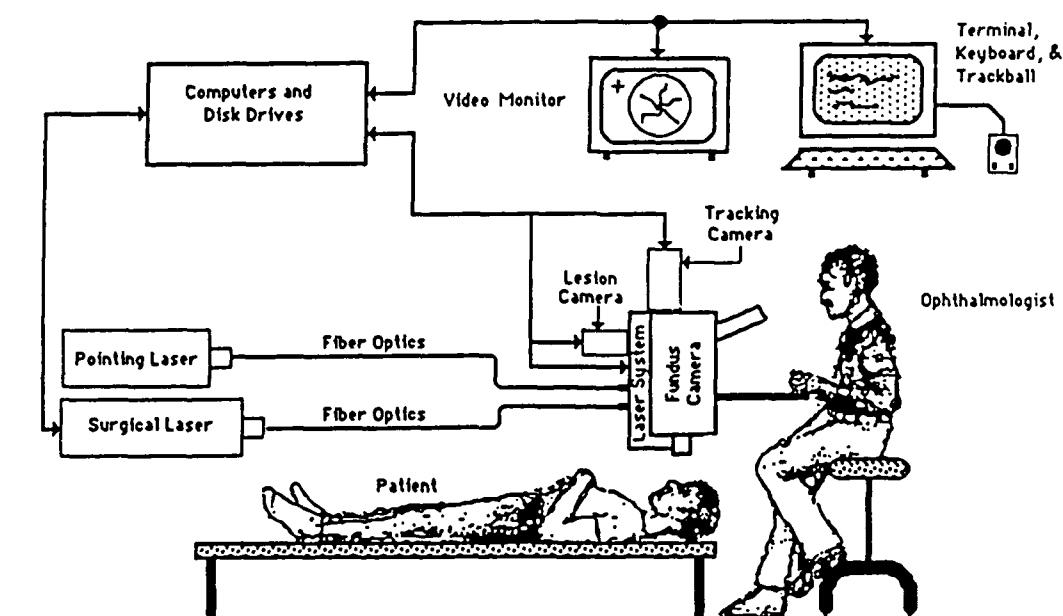 Terminal,
Keyboard, &
Trackball
Computers and
Disk Drives
Video Monitor
Tracking
Camera
Lesion
Camera
Ophthalmologist
Pointing Laser
Fiber Optics
Laser System
Fundus
Camera
Surgical Laser
Fiber Optics
Patient